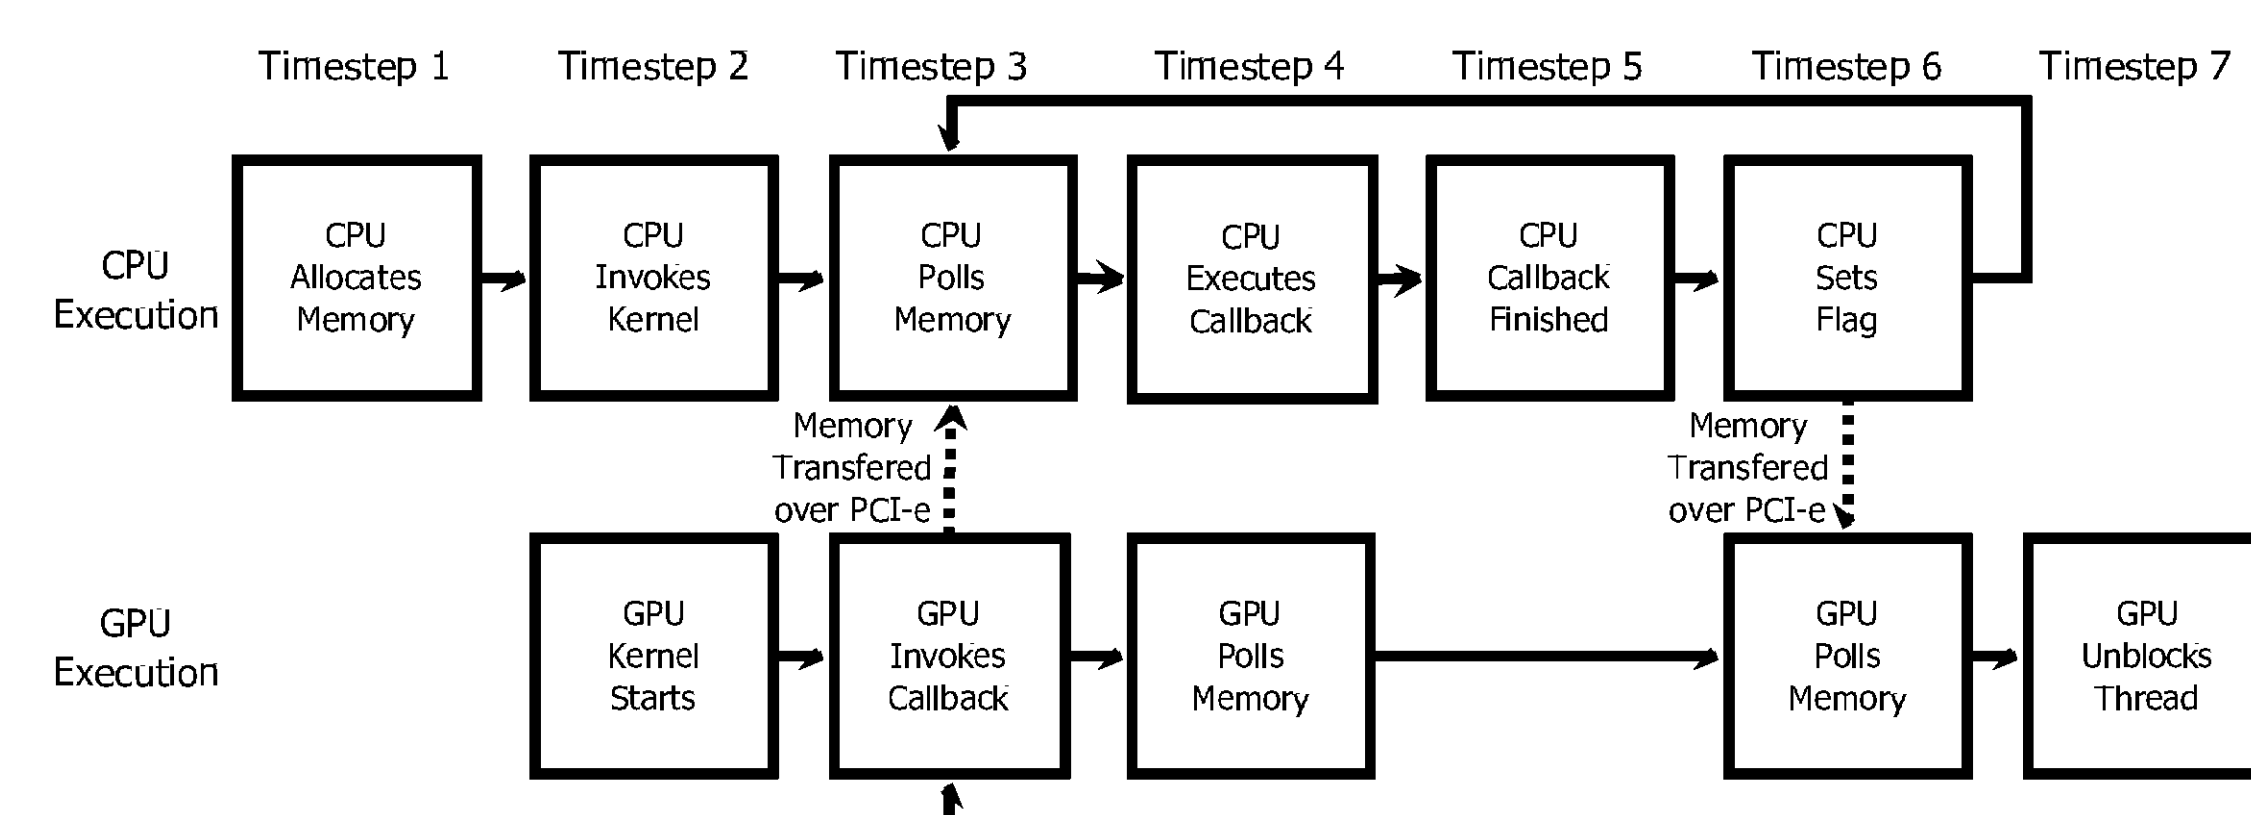 Timestep 1 Timestep 2 Timestep 3 Timestep 4 Timestep 5 Timestep 6 Timestep 7
CPU
Execution
CPU
Allocates
Memory
CPU
Invokes
Kernel
CPU
Polls
Memory
CPU
Executes
Callback
CPU
Callback
Finished
CPU
Sets
Flag
Memory
Transfered
over PCI-e
Memory
Transfered
over PCI-e
GPU
Execution
GPU
Kernel
Starts
GPU
Invokes
Callback
GPU
Polls
Memory
GPU
Polls
Memory
GPU
Unblocks
Thread